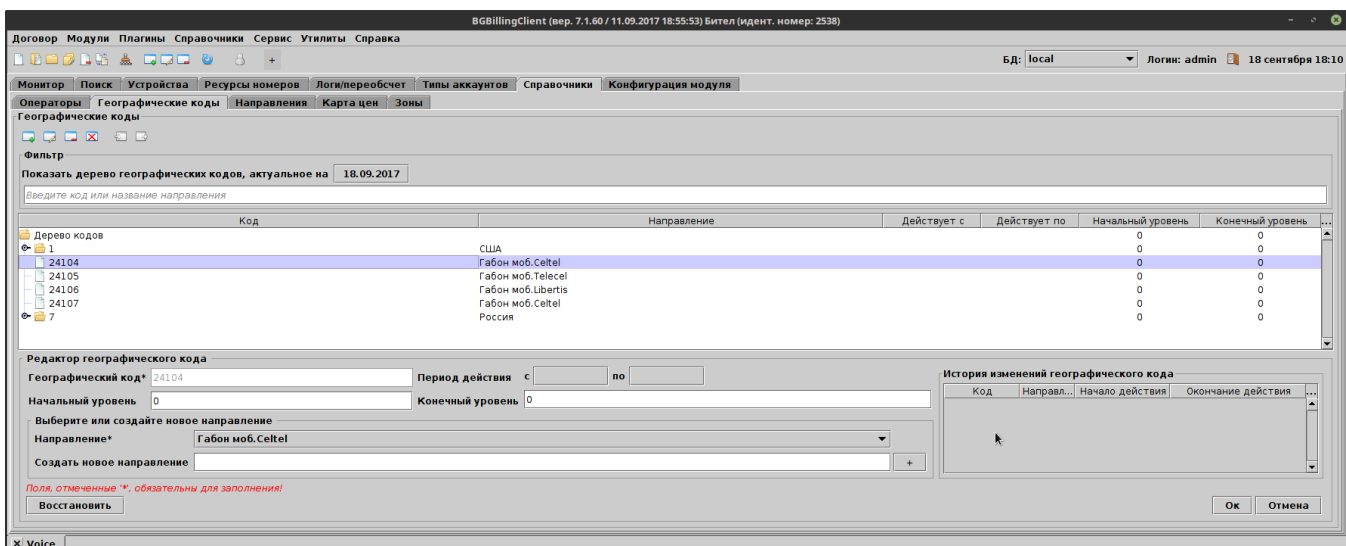 BGBillingClient (вер. 7.1.60 / 11.09.2017 18:55:53) Бител (идент. номер: 2538)
Договор Модули Плагины Справочники Сервис Утилиты Справка
+ БД: local Логин: admin 18 сентября 18:10
Монитор Поиск Устройства Ресурсы номеров Логи/переобсчет Типы аккаунтов Справочники Конфигурация модуля
Операторы Географические коды Направления Карта цен Зоны
Географические коды
Фильтр
Показать дерево географических кодов, актуальное на 18.09.2017
Введите код или название направления
Код Направление Действует с Действует по Начальный уровень Конечный уровень ...
Дерево кодов 0 0
1 США 0 0
24104 Габон моб.Celtel 0 0
24105 Габон моб.Telecel 0 0
24106 Габон моб.Libertis 0 0
24107 Габон моб.Celtel 0 0
7 Россия 0 0
Редактор географического кода
Географический код* 24104 Период действия с по
Начальный уровень 0 Конечный уровень 0
Выберите или создайте новое направление
Направление* Габон моб.Celtel
Создать новое направление +
История изменений географического кода
Код Направл... Начало действия Окончание действия ...
Поля, отмеченные '*', обязательны для заполнения!
Восстановить Ок Отмена
X Voice